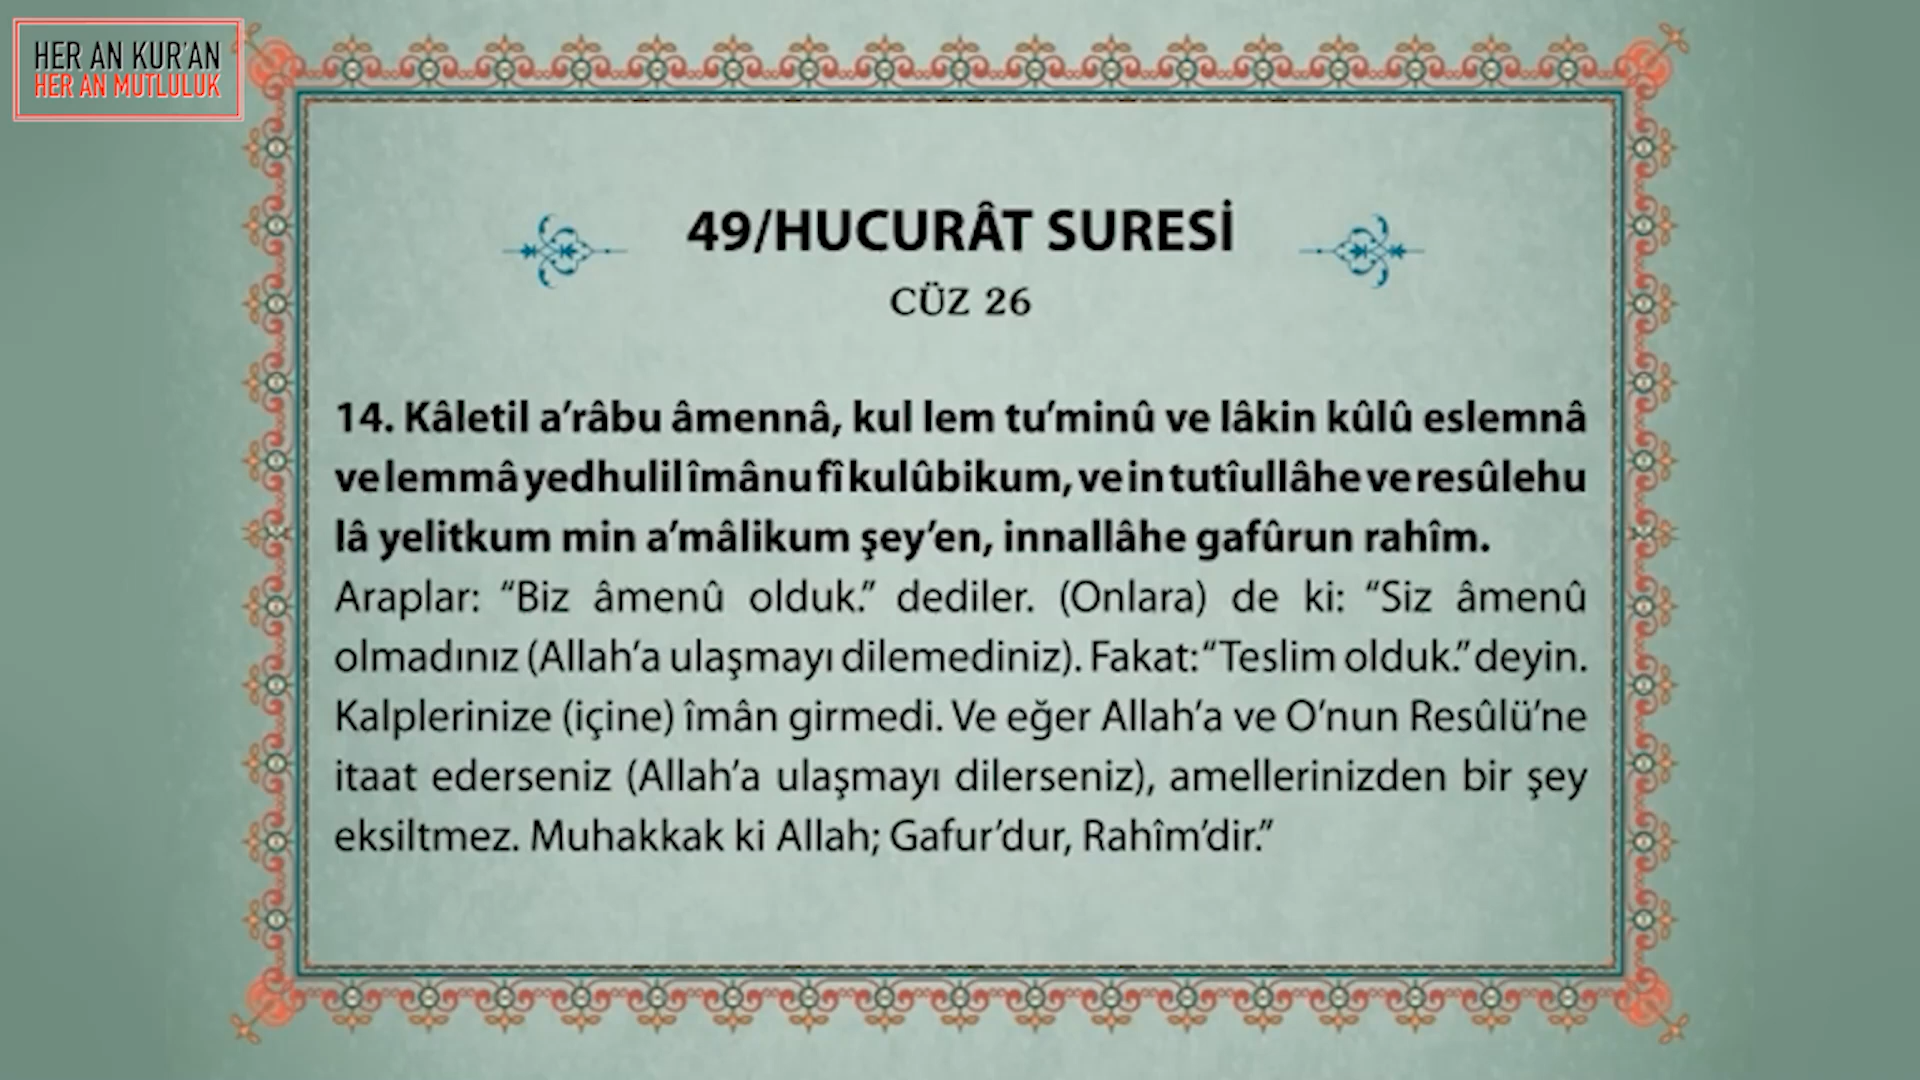 HER AN KUR'AN
HER AN MUTLULUK
49/HUCURÂT SURESİ
CÜZ 26
14. Kâletil a’râbu âmennâ, kul lem tu’minû ve lâkin kûlû eslemnâ
ve lemmâ yedhulil îmânu fî kulûbikum, ve in tutîullâhe ve resûlehu
lâ yelitkum min a’mâlikum şey’en, innallâhe gafûrun rahîm.
Araplar: “Biz âmenû olduk.” dediler. (Onlara) de ki: “Siz âmenû
olmadınız (Allah’a ulaşmayı dilemediniz). Fakat: “Teslim olduk.” deyin.
Kalplerinize (içine) îmân girmedi. Ve eğer Allah’a ve O’nun Resûlü’ne
itaat ederseniz (Allah’a ulaşmayı dilerseniz), amellerinizden bir şey
eksiltmez. Muhakkak ki Allah; Gafur’dur, Rahîm’dir.”